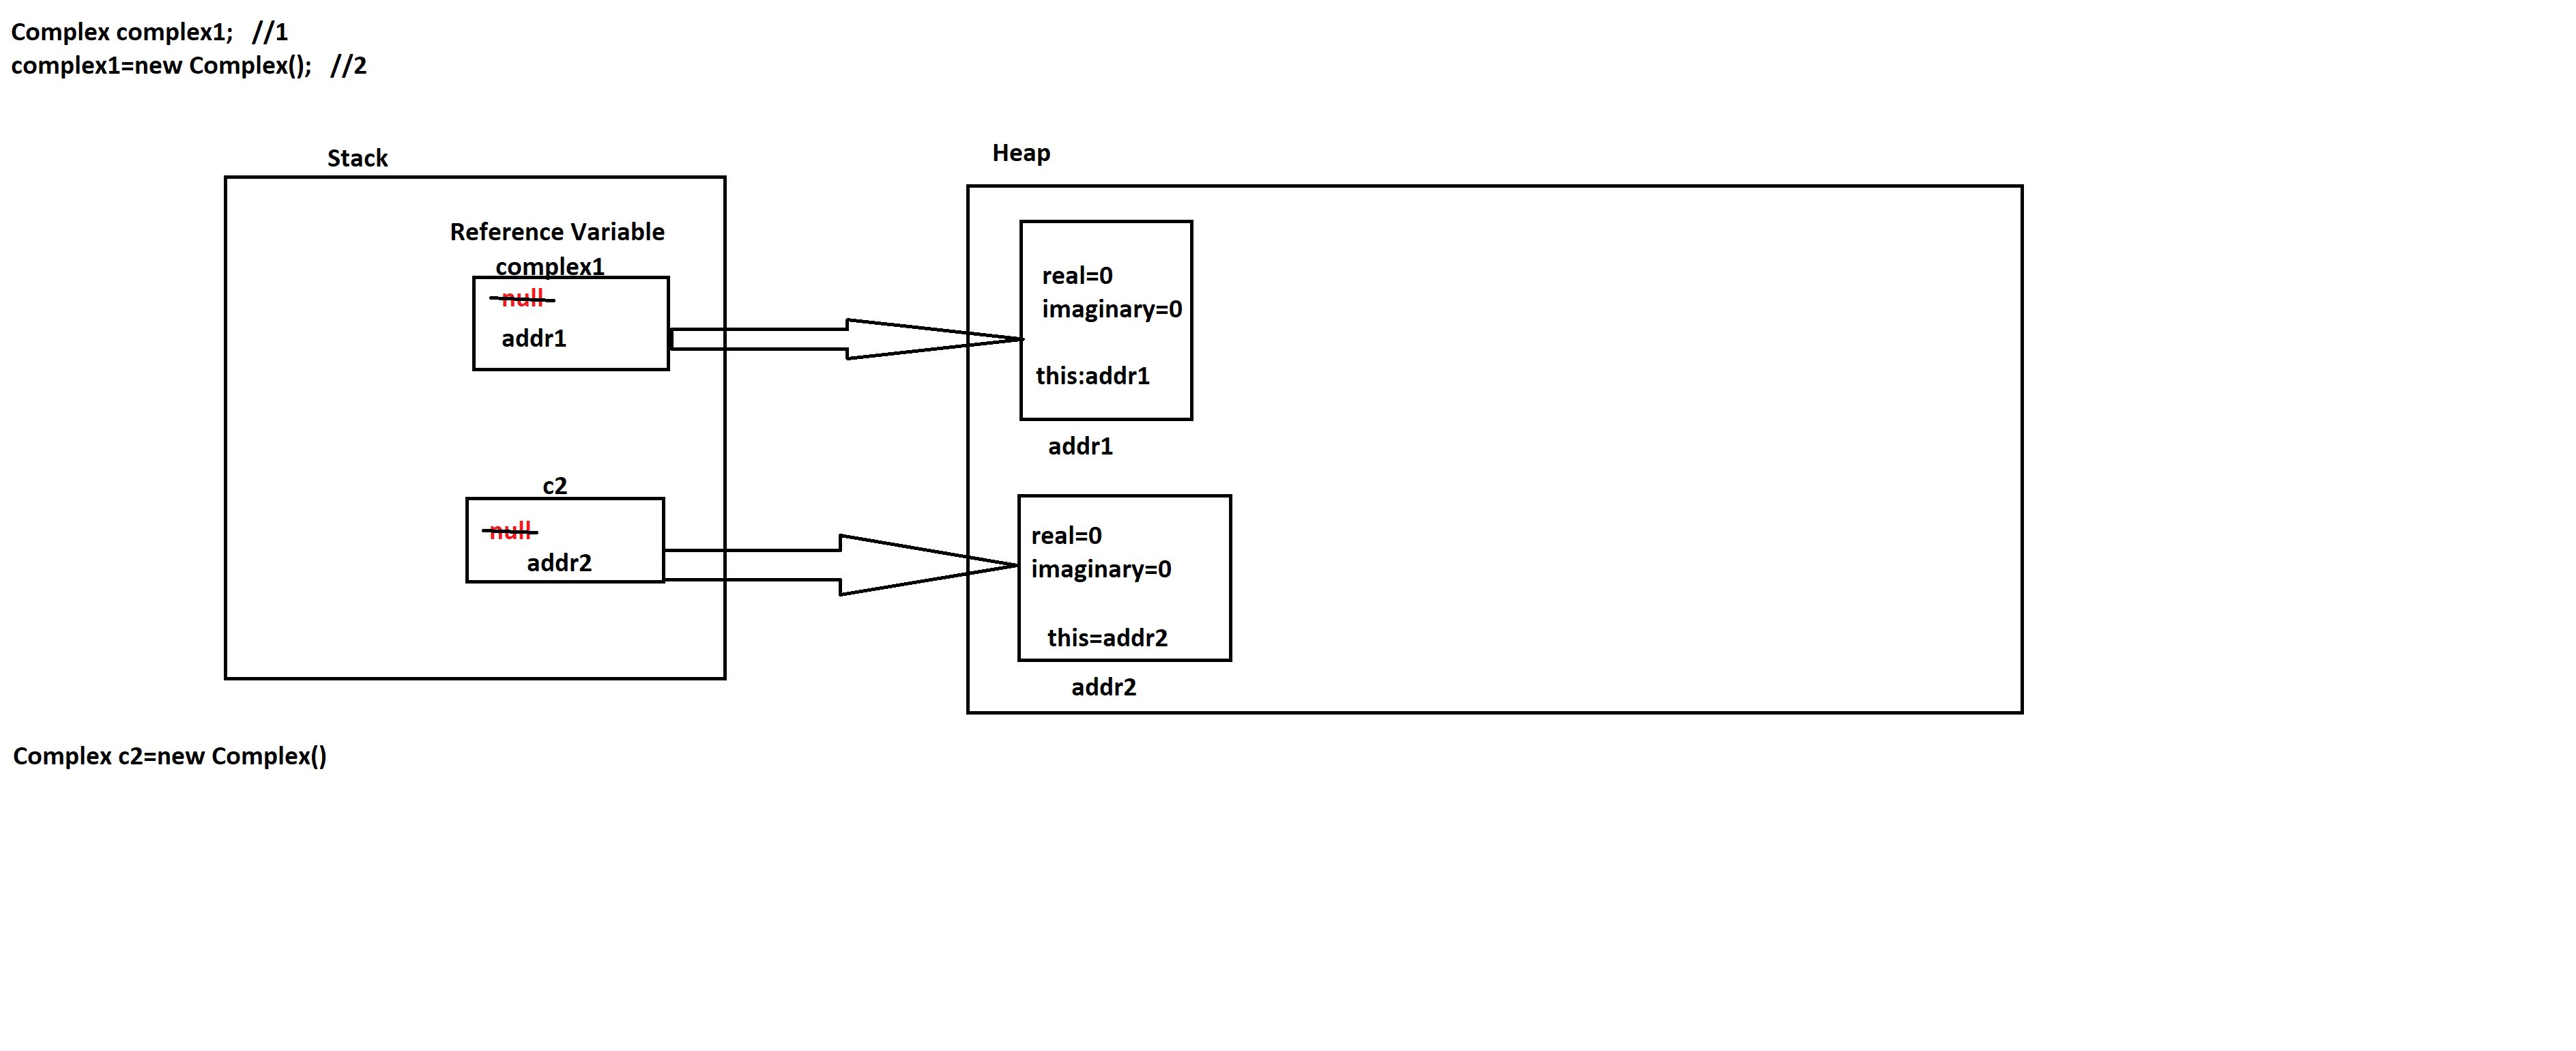 Complex complex1;   //1
complex1=new Complex();   //2
Stack
Heap
Reference Variable
complex1
null
addr1
real=0
imaginary=0
this:addr1
addr1
c2
null
addr2
real=0
imaginary=0
this=addr2
addr2
Complex c2=new Complex()